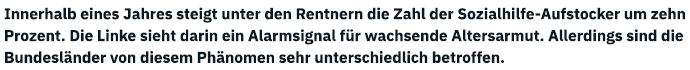 Innerhalb eines Jahres steigt unter den Rentnern die Zahl der Sozialhilfe-Aufstocker um zehn
Prozent. Die Linke sieht darin ein Alarmsignal für wachsende Altersarmut. Allerdings sind die
Bundesländer von diesem Phänomen sehr unterschiedlich betroffen.